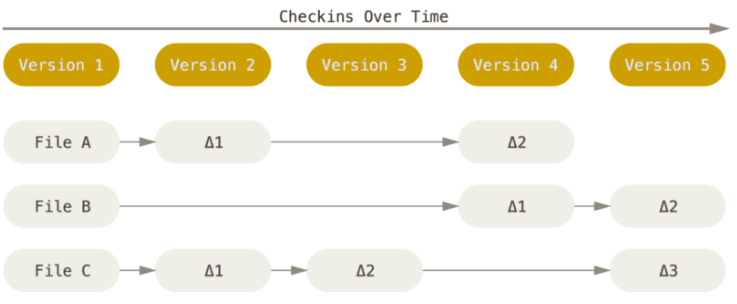 Checkins Over Time
Version 1 Version 2 Version 3 Version 4 Version 5
File A Δ1 Δ2
File B Δ1 Δ2
File C Δ1 Δ2 Δ3